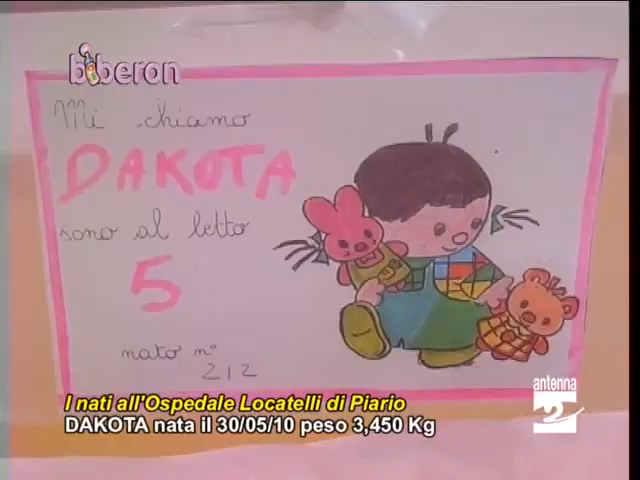 biberon
Mi chiamo
DAKOTA
sono al letto
5
nato n°
212
I nati all'Ospedale Locatelli di Piario
DAKOTA nata il 30/05/10 peso 3,450 Kg
antenna
2